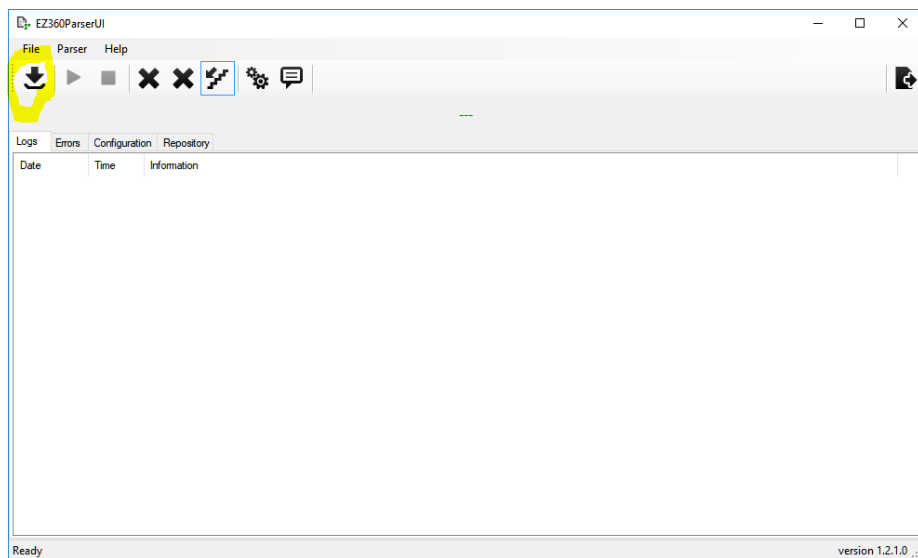 EZ360ParserUI
File Parser Help
---
Logs Errors Configuration Repository
Date Time Information
Ready version 1.2.1.0